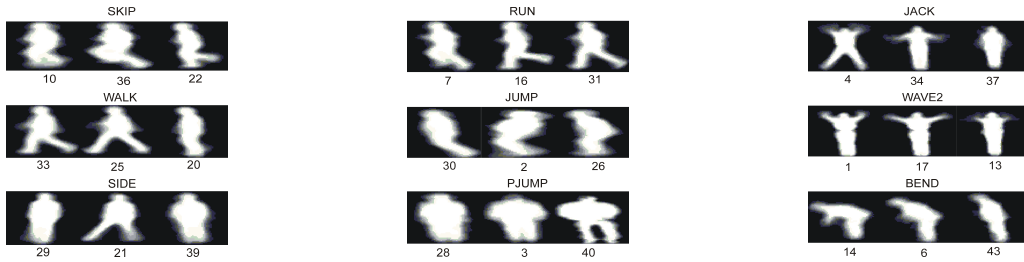 SKIP RUN JACK
10 36 22 7 16 31 4 34 37
WALK JUMP WAVE2
33 25 20 30 2 26 1 17 13
SIDE PJUMP BEND
29 21 39 28 3 40 14 6 43